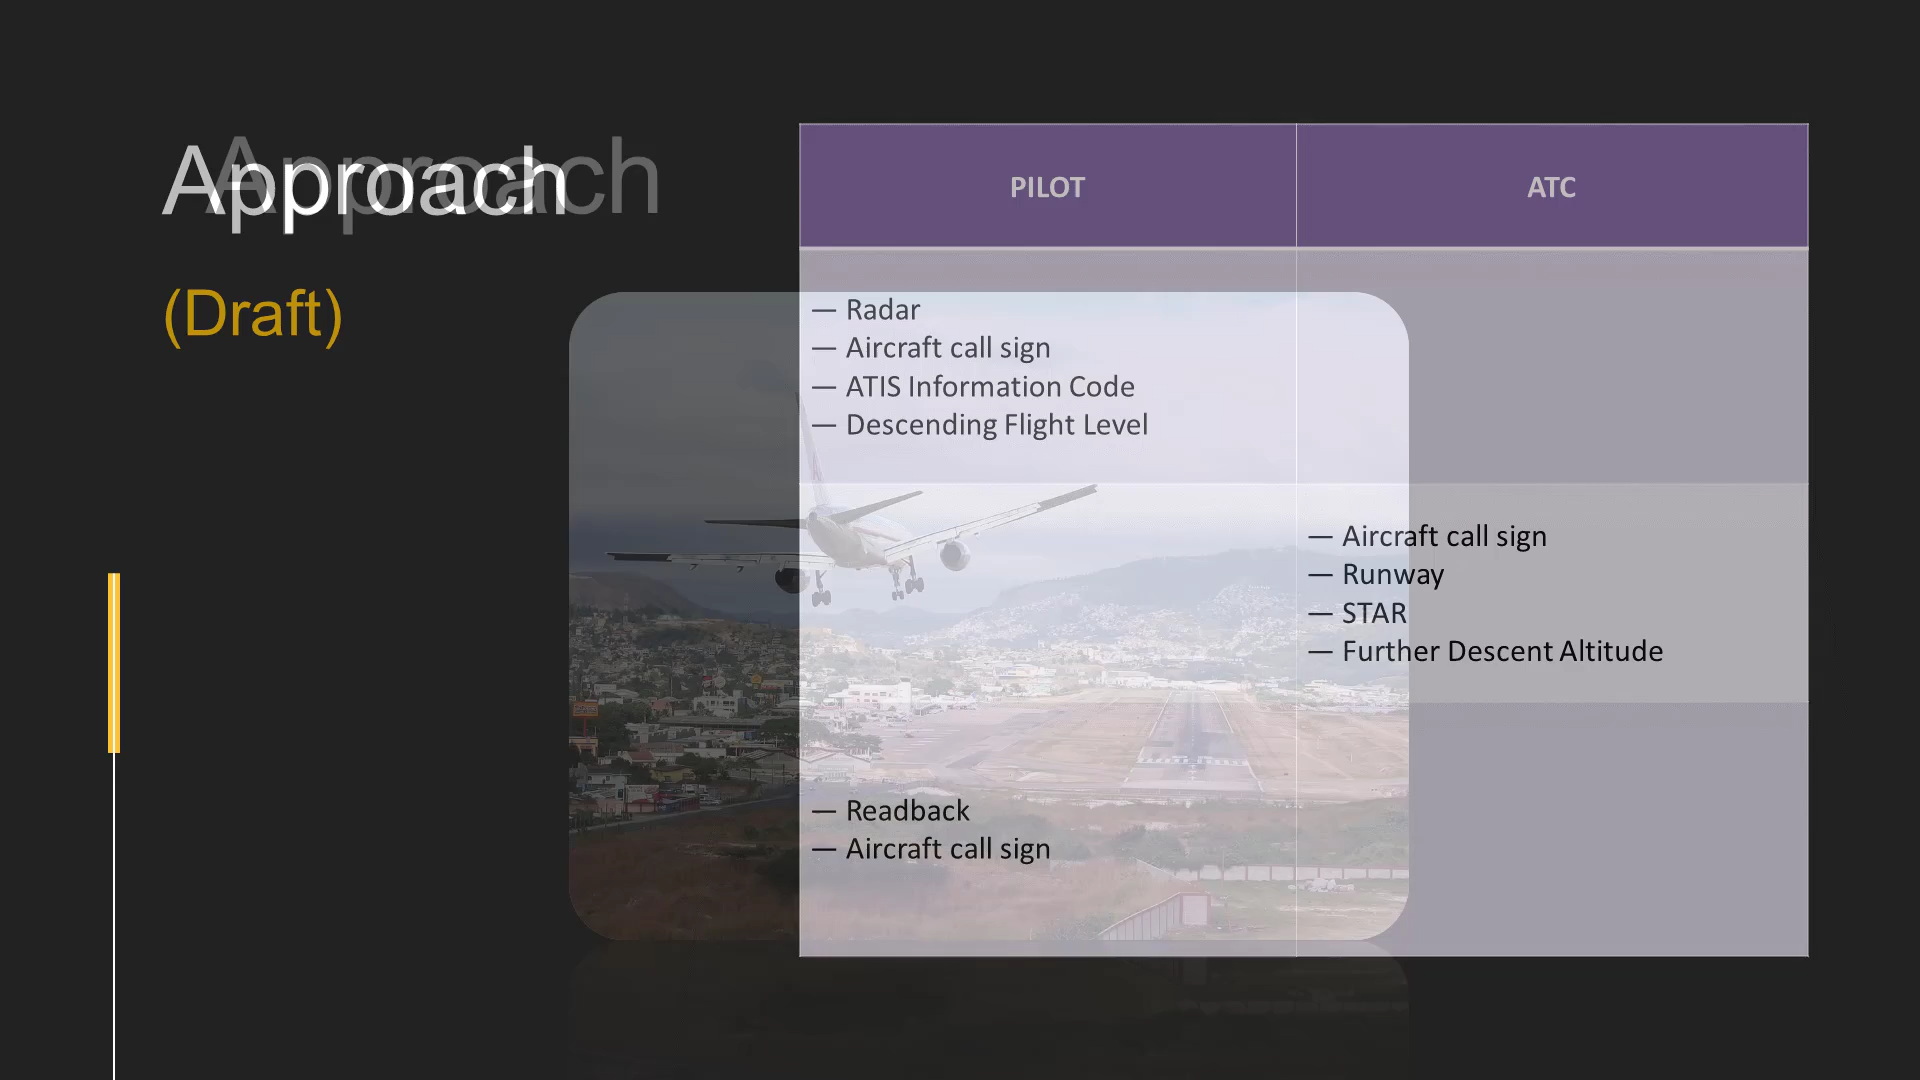 Approach
Approach
(Draft)
PILOT
ATC
— Radar
— Aircraft call sign
— ATIS Information Code
— Descending Flight Level
— Aircraft call sign
— Runway
— STAR
— Further Descent Altitude
— Readback
— Aircraft call sign